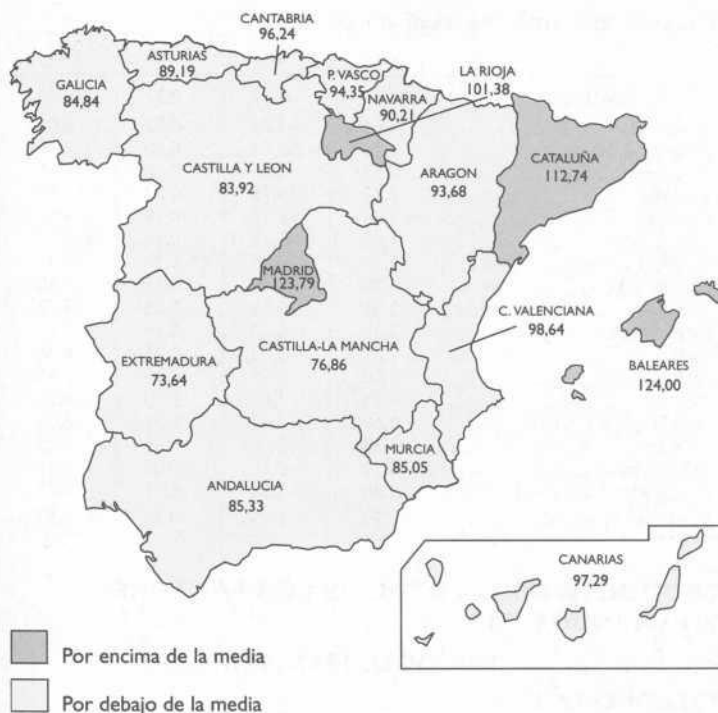 CANTABRIA
96,24
ASTURIAS
89,19
GALICIA
84,84
P. VASCO
94,35
NAVARRA
90,21
LA RIOJA
101,38
CASTILLA Y LEON
83,92
ARAGON
93,68
CATALUÑA
112,74
MADRID
123,79
C. VALENCIANA
98,64
EXTREMADURA
73,64
CASTILLA-LA MANCHA
76,86
BALEARES
124,00
MURCIA
85,05
ANDALUCIA
85,33
CANARIAS
97,29
Por encima de la media
Por debajo de la media